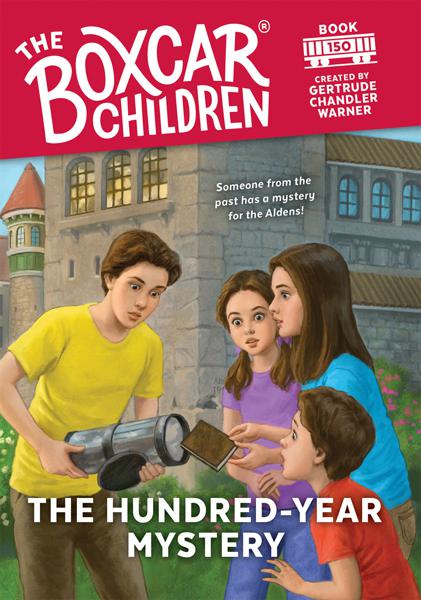 THE
BOXCAR®
CHILDREN
BOOK
150
CREATED BY
GERTRUDE
CHANDLER
WARNER
Someone from the
past has a mystery
for the Aldens!
THE HUNDRED-YEAR
MYSTERY